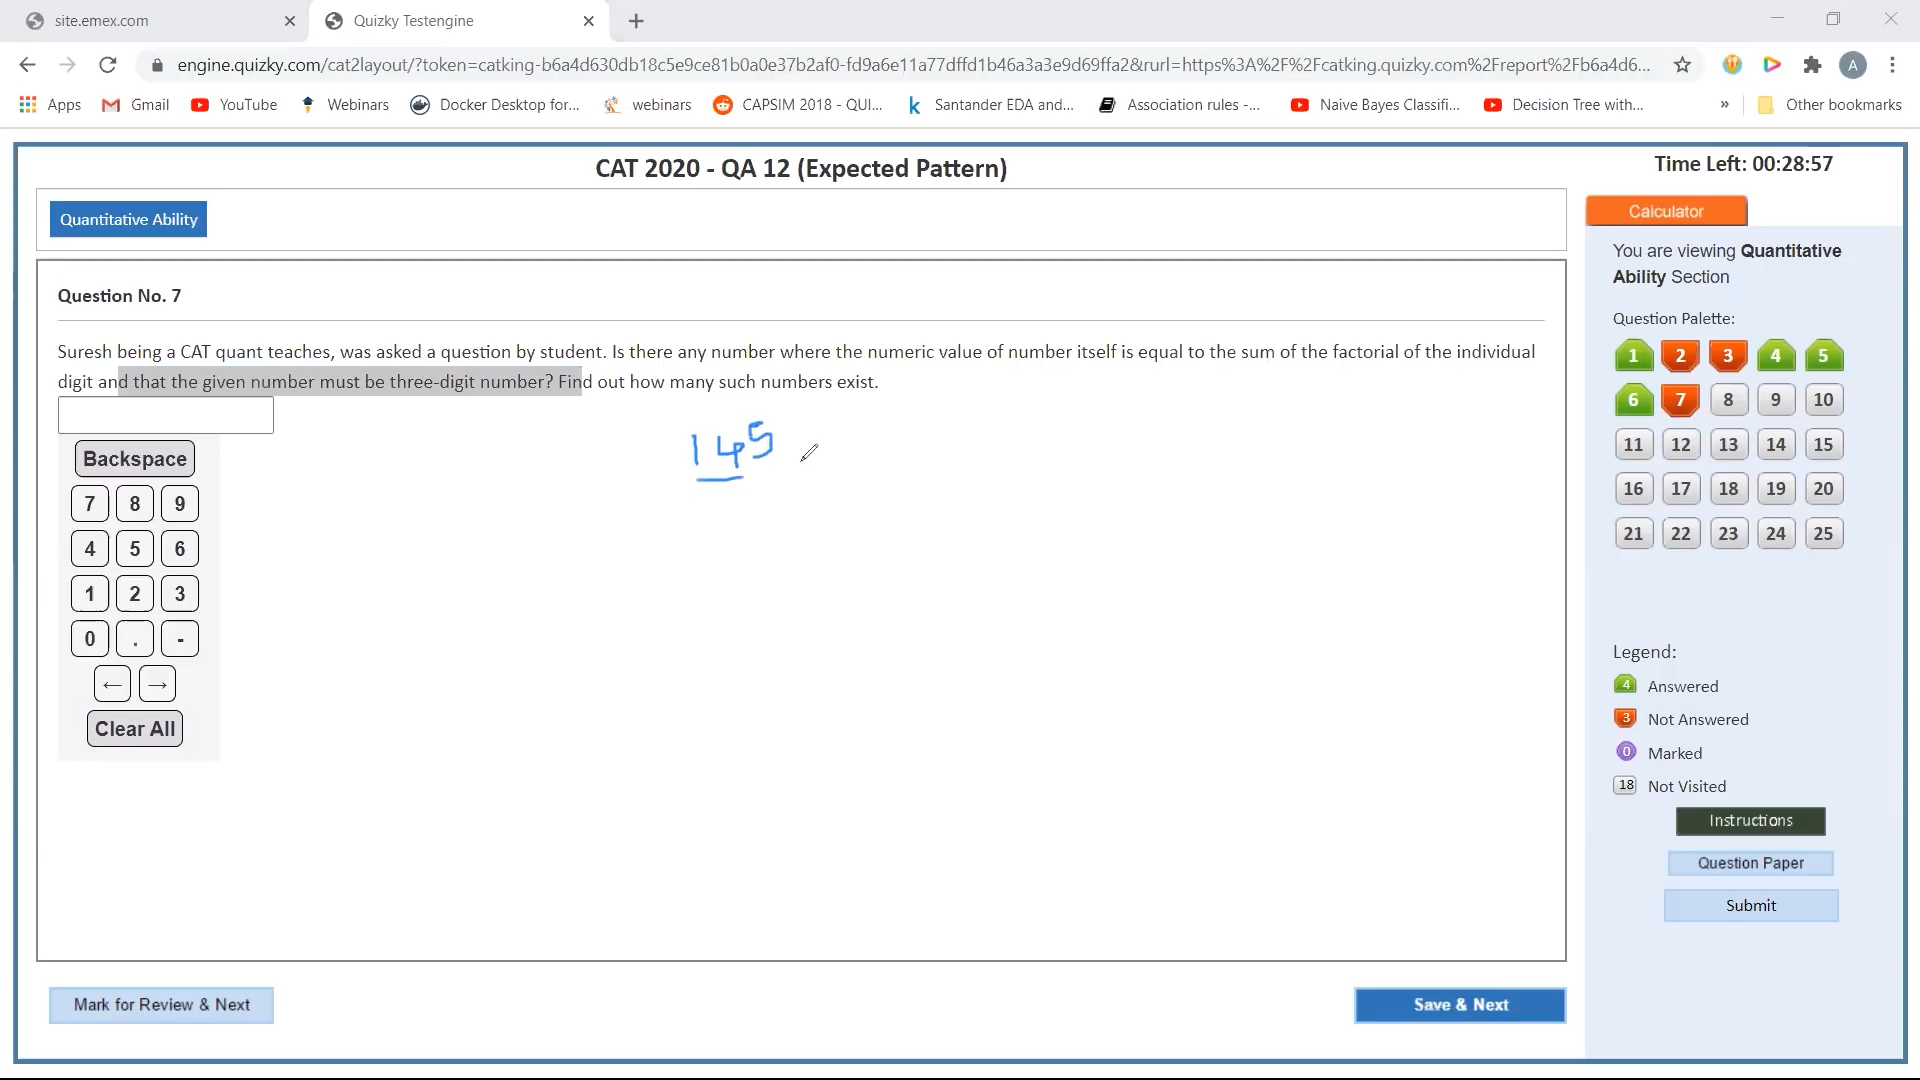 site.emex.com
Quizky Testengine
engine.quizky.com/cat2layout/?token=catking-b6a4d630db18c5e9ce81b0a0e37b2af0-fd9a6e11a77dffd1b46a3a3e9d69ffa2&rurl=https%3A%2F%2Fcatking.quizky.com%2Freport%2Fb6a4d6...
A
Apps Gmail YouTube Webinars Docker Desktop for... webinars CAPSIM 2018 - QUI... Santander EDA and... Association rules -... Naive Bayes Classifi... Decision Tree with... » Other bookmarks
CAT 2020 - QA 12 (Expected Pattern)
Time Left: 00:28:57
Quantitative Ability
Question No. 7
Suresh being a CAT quant teaches, was asked a question by student. Is there any number where the numeric value of number itself is equal to the sum of the factorial of the individual
digit and that the given number must be three-digit number? Find out how many such numbers exist.
145
Backspace
7 8 9
4 5 6
1 2 3
0 . -
← →
Clear All
Mark for Review & Next
Save & Next
Calculator
You are viewing Quantitative
Ability Section
Question Palette:
1 2 3 4 5
6 7 8 9 10
11 12 13 14 15
16 17 18 19 20
21 22 23 24 25
Legend:
4 Answered
3 Not Answered
0 Marked
18 Not Visited
Instructions
Question Paper
Submit